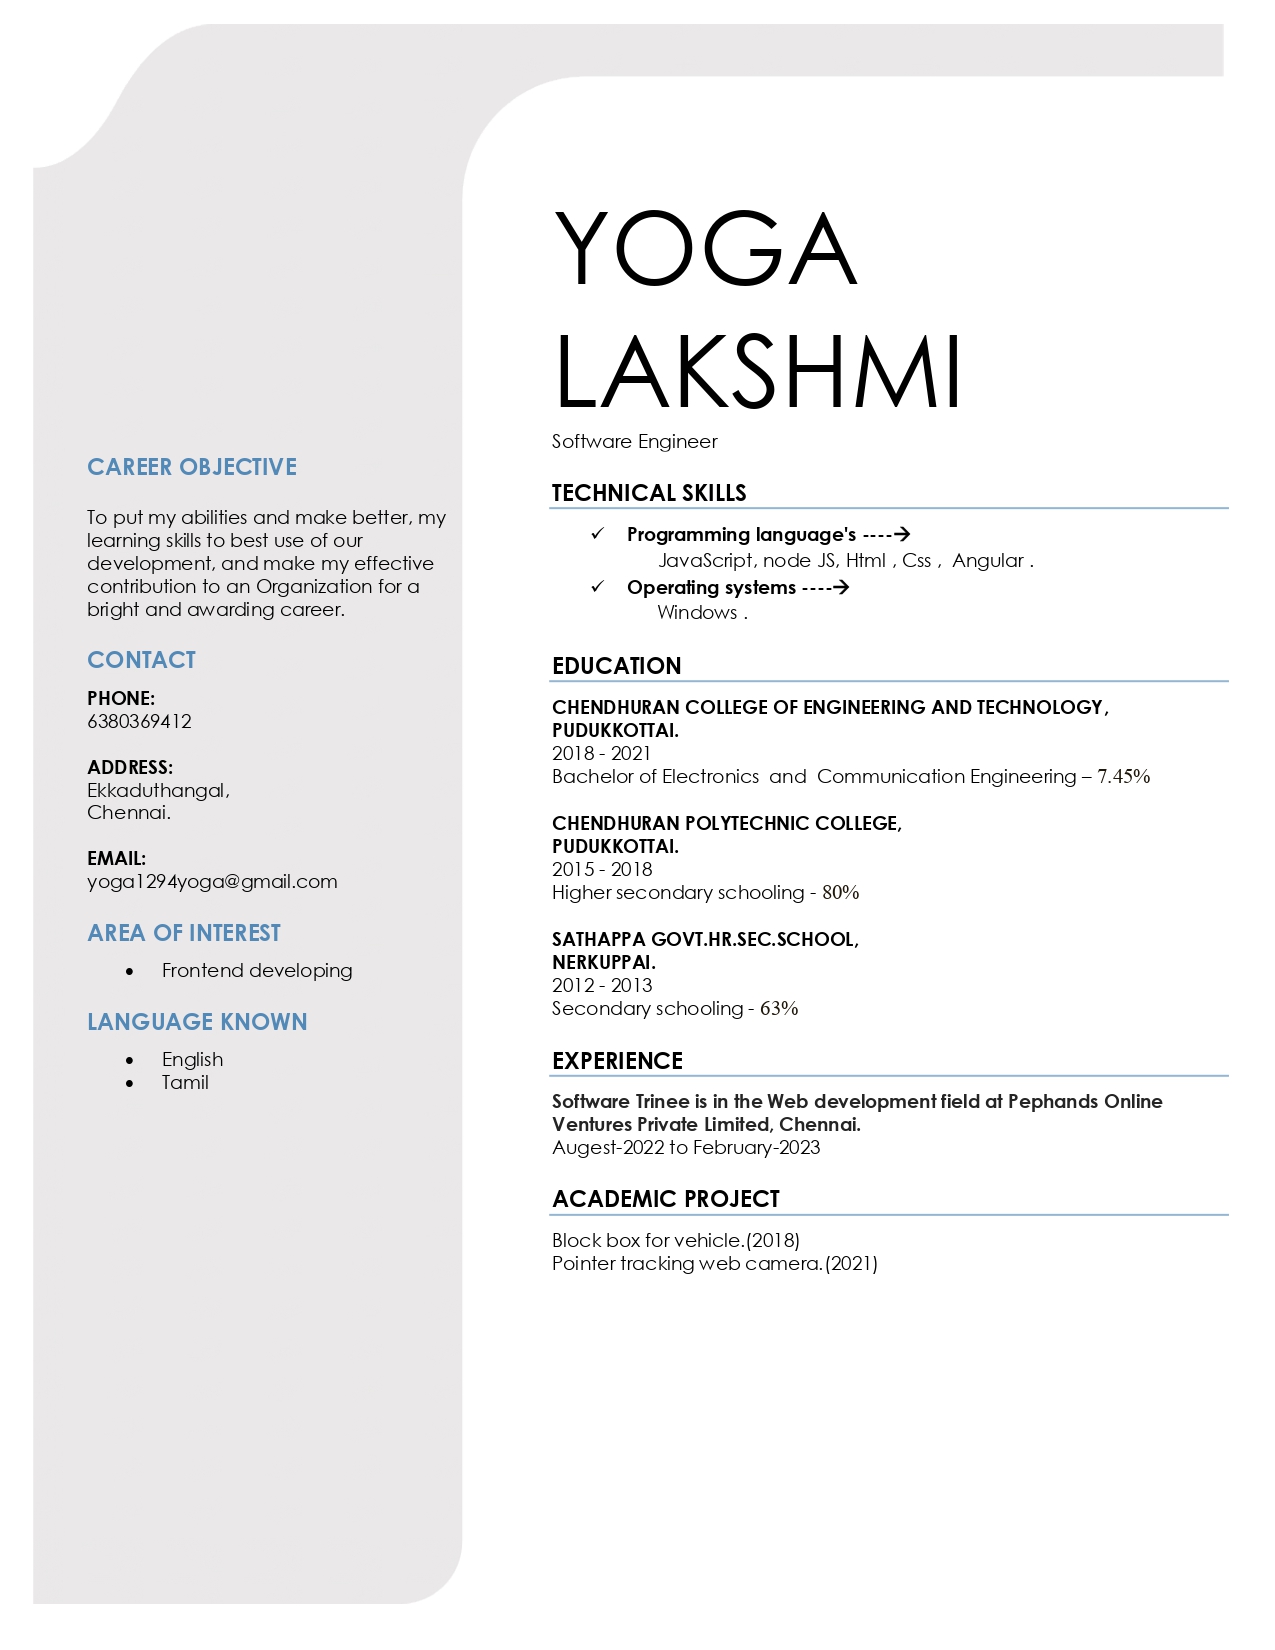 YOGA
LAKSHMI
Software Engineer
CAREER OBJECTIVE
To put my abilities and make better, my
learning skills to best use of our
development, and make my effective
contribution to an Organization for a
bright and awarding career.
CONTACT
PHONE:
6380369412
ADDRESS:
Ekkaduthangal,
Chennai.
EMAIL:
yoga1294yoga@gmail.com
AREA OF INTEREST
• Frontend developing
LANGUAGE KNOWN
• English
• Tamil
TECHNICAL SKILLS
✓ Programming language's ----→
JavaScript, node JS, Html , Css ,  Angular .
✓ Operating systems ----→
Windows .
EDUCATION
CHENDHURAN COLLEGE OF ENGINEERING AND TECHNOLOGY,
PUDUKKOTTAI.
2018 - 2021
Bachelor of Electronics  and  Communication Engineering – 7.45%
CHENDHURAN POLYTECHNIC COLLEGE,
PUDUKKOTTAI.
2015 - 2018
Higher secondary schooling - 80%
SATHAPPA GOVT.HR.SEC.SCHOOL,
NERKUPPAI.
2012 - 2013
Secondary schooling - 63%
EXPERIENCE
Software Trinee is in the Web development field at Pephands Online
Ventures Private Limited, Chennai.
Augest-2022 to February-2023
ACADEMIC PROJECT
Block box for vehicle.(2018)
Pointer tracking web camera.(2021)